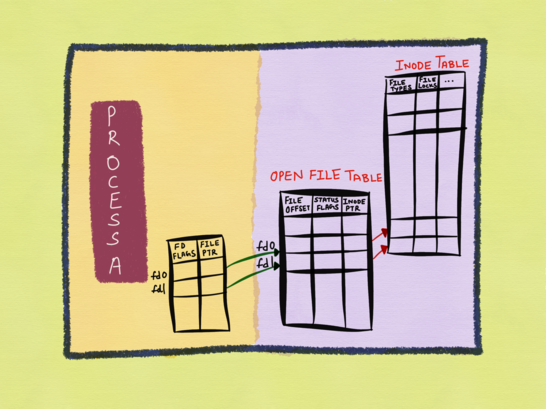 INODE TABLE
FILE TYPES
FILE LOCKS
...
PROCESS A
OPEN FILE TABLE
FILE OFFSET
STATUS FLAGS
INODE PTR
FD FLAGS
FILE PTR
fd0
fd1
fd0
fd1